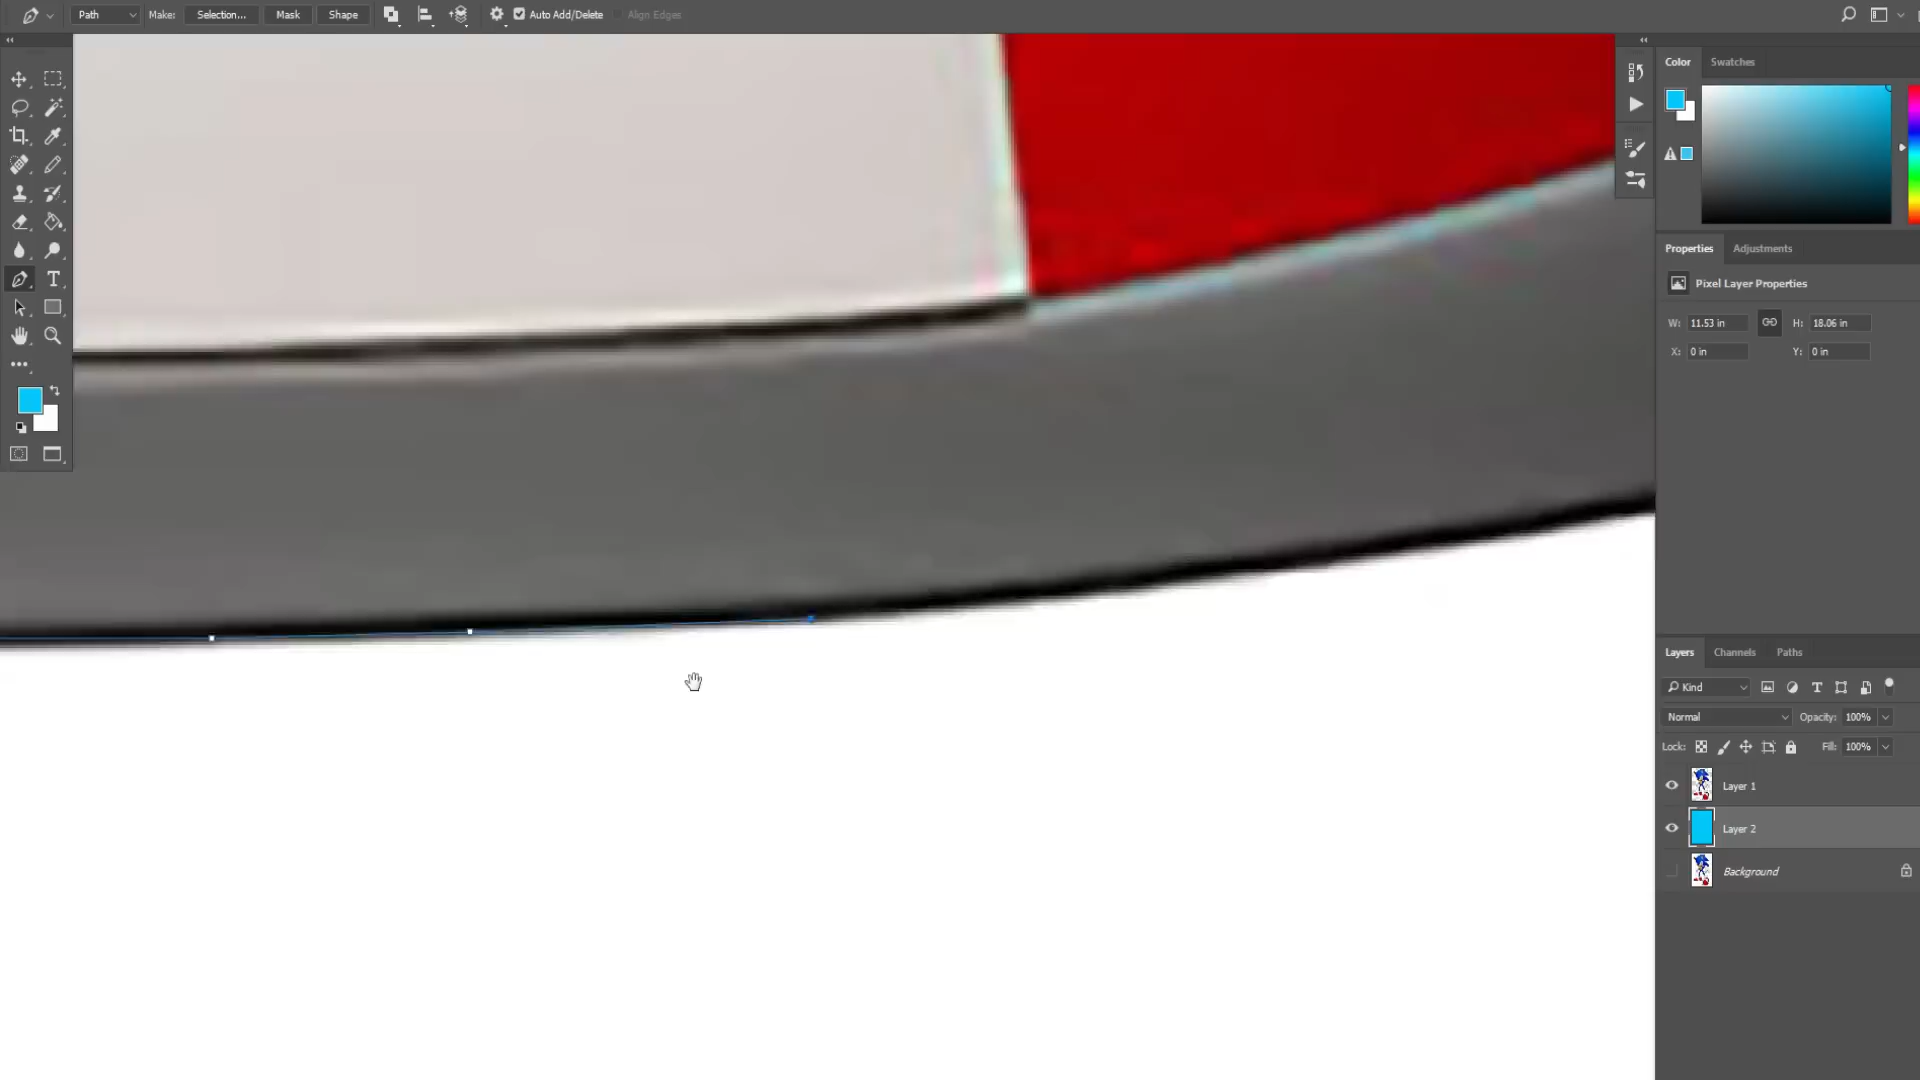 Path Make: Selection... Mask Shape Auto Add/Delete Align Edges
Color Swatches
Properties Adjustments
Pixel Layer Properties
W: 11.53 in H: 18.06 in
X: 0 in Y: 0 in
Layers Channels Paths
Kind
Normal Opacity: 100%
Lock: Fill: 100%
Layer 1
Layer 2
Background